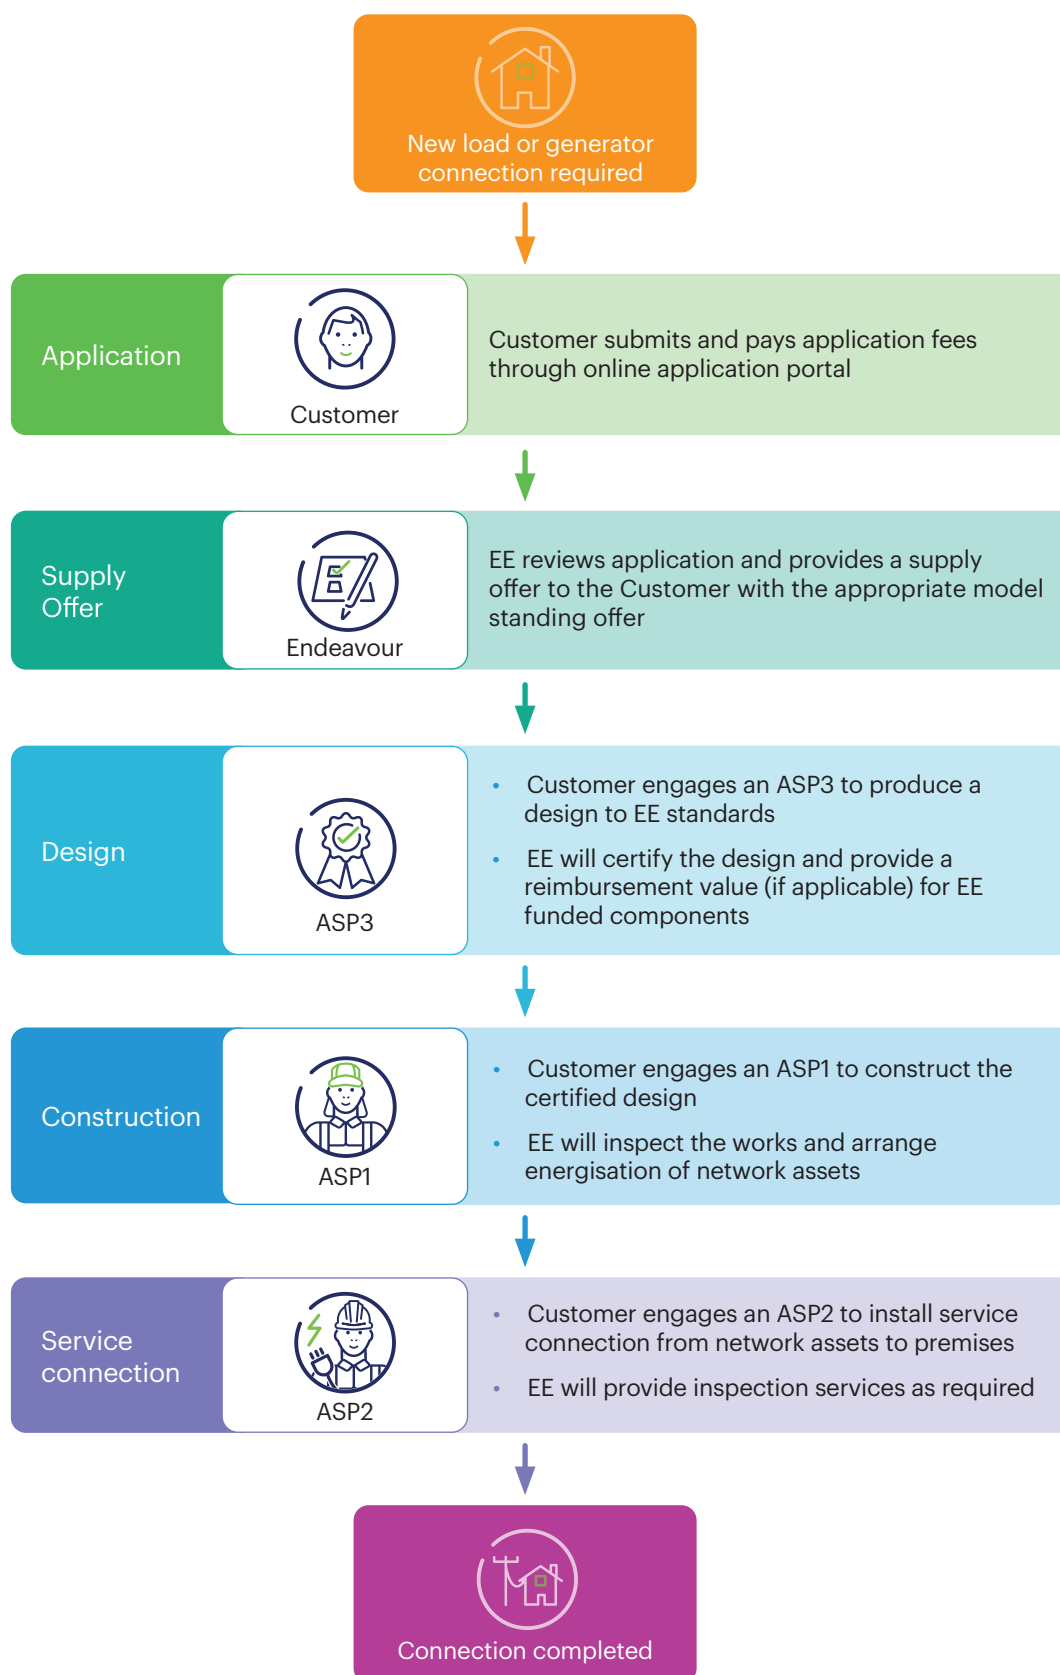 New load or generator
connection required
Application
Customer
Customer submits and pays application fees
through online application portal
Supply
Offer
Endeavour
EE reviews application and provides a supply
offer to the Customer with the appropriate model
standing offer
Design
ASP3
• Customer engages an ASP3 to produce a
design to EE standards
• EE will certify the design and provide a
reimbursement value (if applicable) for EE
funded components
Construction
ASP1
• Customer engages an ASP1 to construct the
certified design
• EE will inspect the works and arrange
energisation of network assets
Service
connection
ASP2
• Customer engages an ASP2 to install service
connection from network assets to premises
• EE will provide inspection services as required
Connection completed